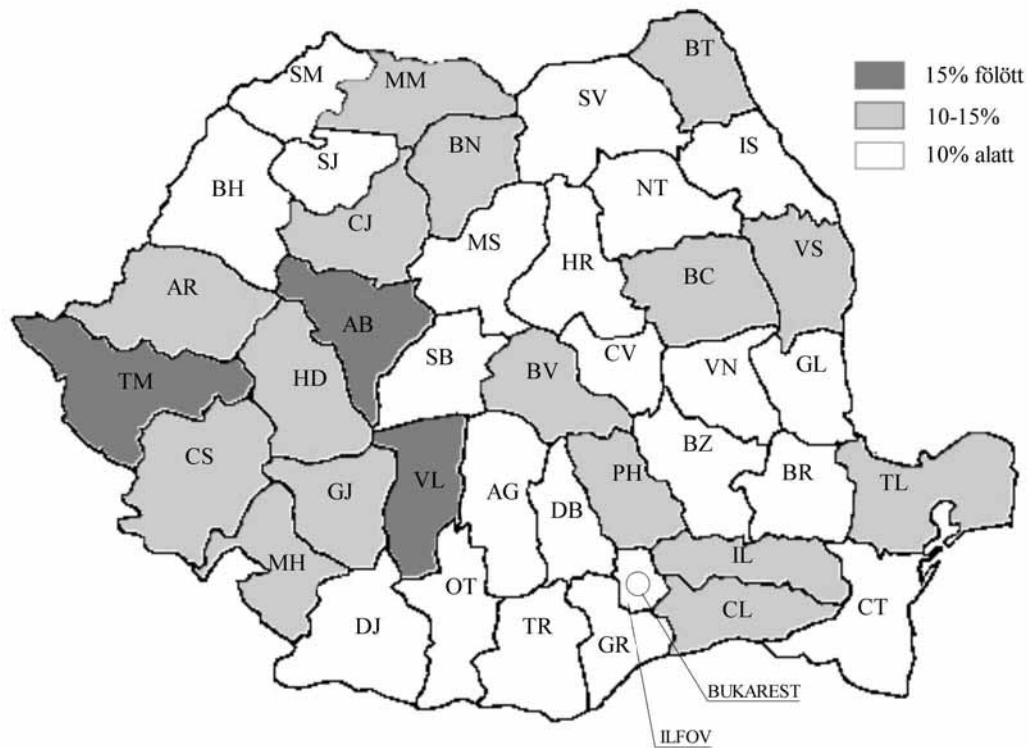 BT
SM
MM
SV
15% fölött
10-15%
10% alatt
BN
IS
SJ
BH
NT
CJ
MS
VS
HR
BC
AR
AB
CV
SB
VN
GL
TM
HD
BV
CS
BZ
VL
PH
BR
TL
GJ
AG
DB
IL
MH
OT
CL
CT
DJ
TR
GR
BUKAREST
ILFOV